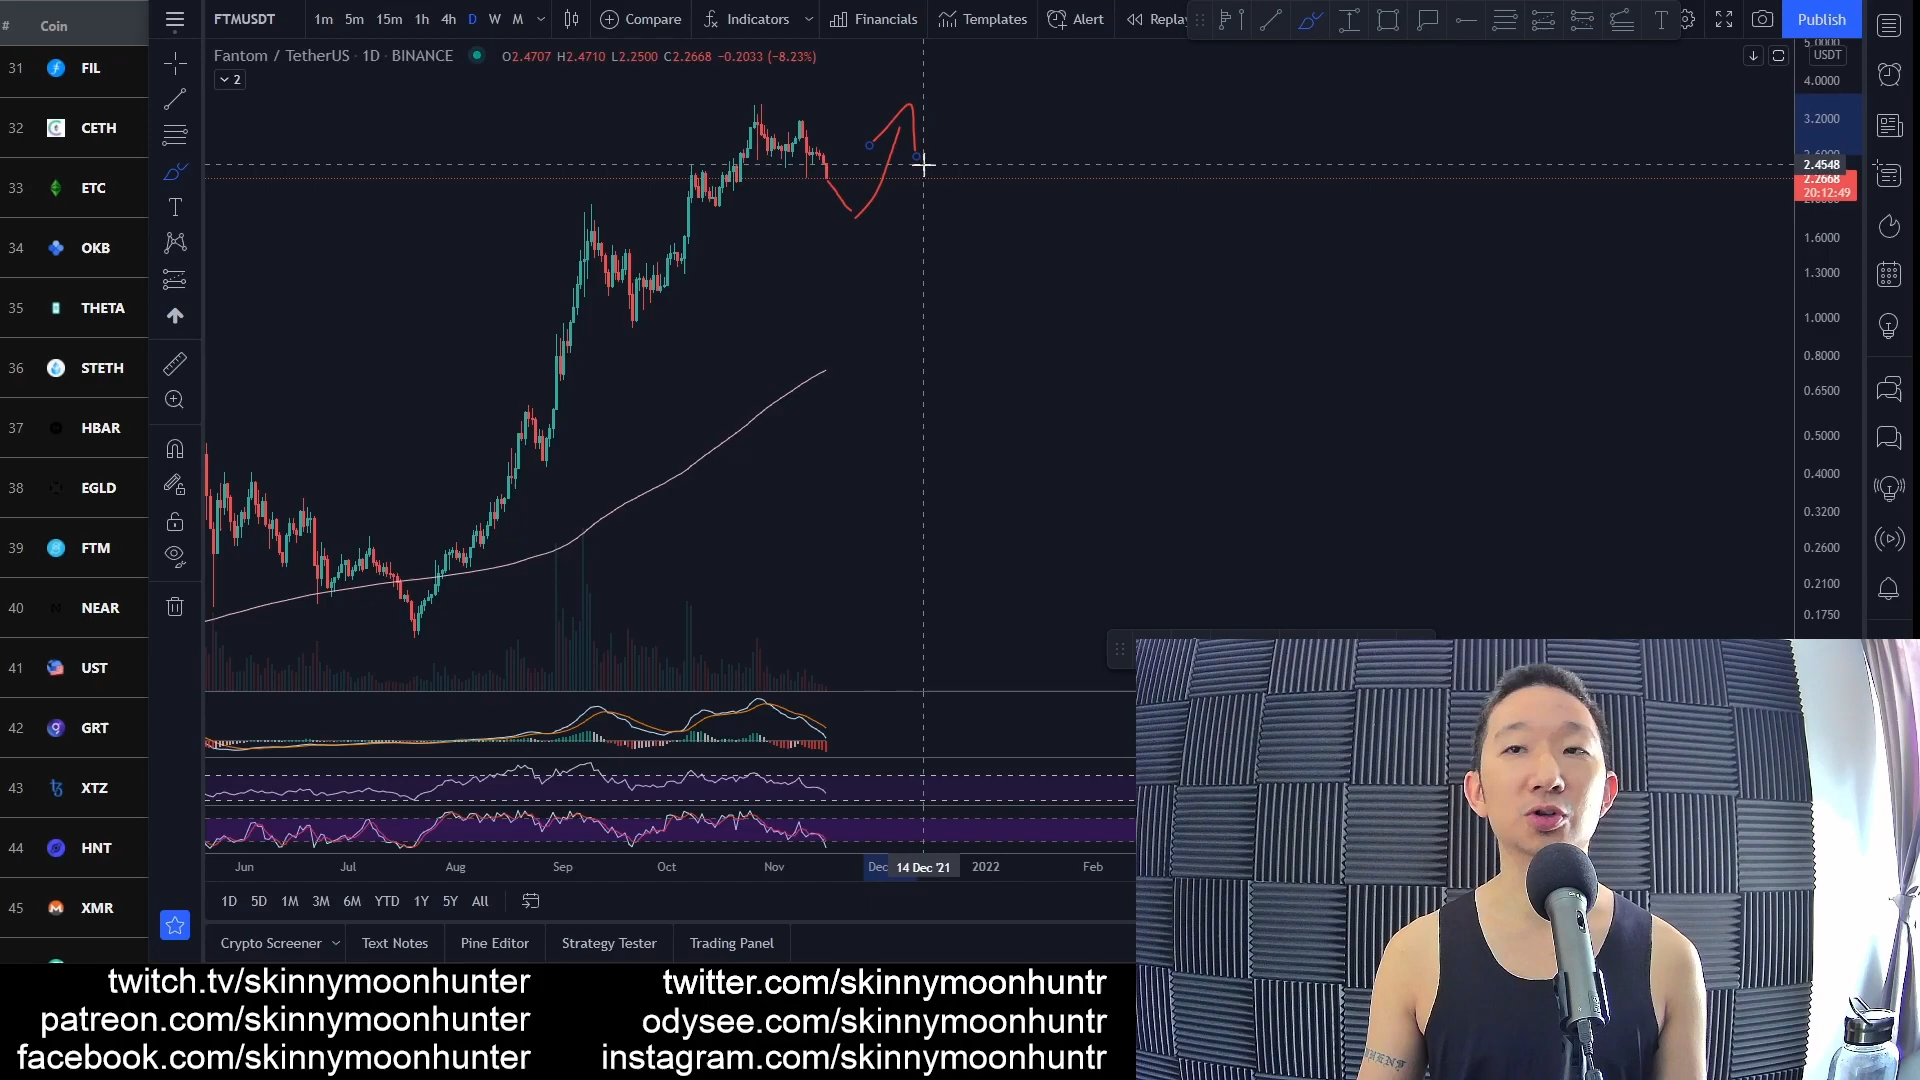 # Coin
31 FIL
32 CETH
33 ETC
34 OKB
35 THETA
36 STETH
37 HBAR
38 EGLD
39 FTM
40 NEAR
41 UST
42 GRT
43 XTZ
44 HNT
45 XMR
FTMUSDT 1m 5m 15m 1h 4h D W M Compare Indicators Financials Templates Alert Replay Publish
Fantom / TetherUS · 1D · BINANCE O2.4707 H2.4710 L2.2500 C2.2668 −0.2033 (−8.23%)
2
USDT
4.0000
3.2000
2.4548
2.2668
20:12:49
1.6000
1.3000
1.0000
0.8000
0.6500
0.5000
0.4000
0.3200
0.2600
0.2100
0.1750
Jun Jul Aug Sep Oct Nov Dec 14 Dec '21 2022 Feb
1D 5D 1M 3M 6M YTD 1Y 5Y All
Crypto Screener Text Notes Pine Editor Strategy Tester Trading Panel
twitch.tv/skinnymoonhunter
patreon.com/skinnymoonhunter
facebook.com/skinnymoonhunter
twitter.com/skinnymoonhuntr
odysee.com/skinnymoonhuntr
instagram.com/skinnymoonhuntr